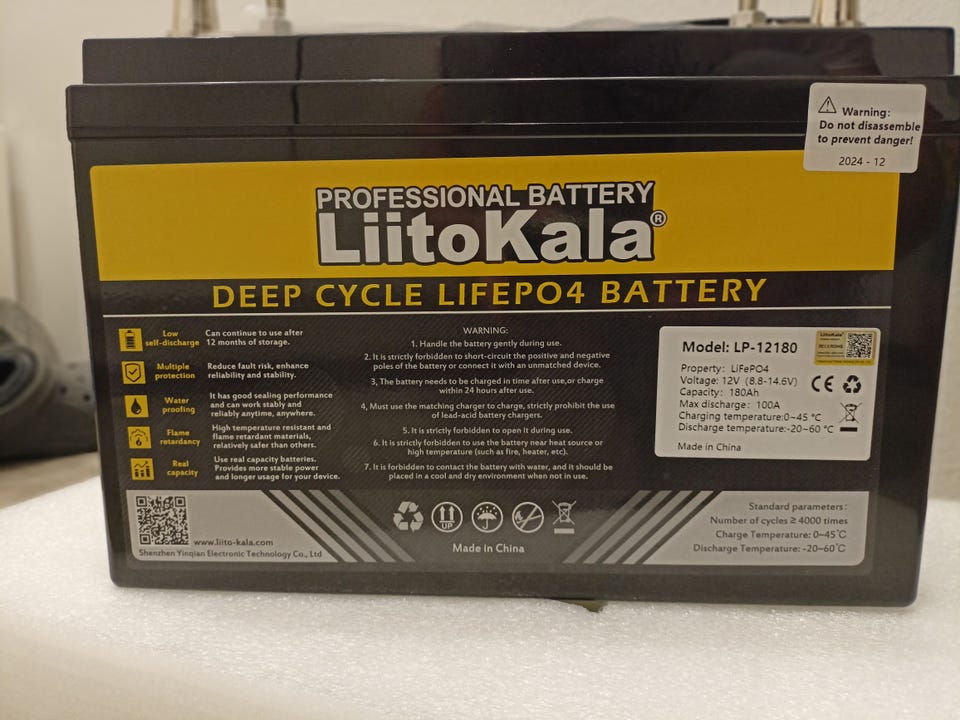 Warning:
Do not disassemble
to prevent danger!
2024 - 12
PROFESSIONAL BATTERY
LiitoKala®
DEEP CYCLE LIFEPO4 BATTERY
Low
self-discharge
Can continue to use after
12 months of storage.
Multiple
protection
Reduce fault risk, enhance
reliability and stability.
Water
proofing
It has good sealing performance
and can work stably and
reliably anytime, anywhere.
Flame
retardancy
High temperature resistant and
flame retardant materials,
relatively safer than others.
Real
capacity
Use real capacity batteries.
Provides more stable power
and longer usage for your device.
WARNING:
1. Handle the battery gently during use.
2. It is strictly forbidden to short-circuit the positive and negative
poles of the battery or connect it with an unmatched device.
3, The battery needs to be charged in time after use,or charge
within 24 hours after use.
4, Must use the matching charger to charge, strictly prohibit the use
of lead-acid battery chargers.
5. It is strictly forbidden to open it during use.
6. It is strictly forbidden to use the battery near heat source or
high temperature (such as fire, heater, etc).
7. It is forbidden to contact the battery with water, and it should be
placed in a cool and dry environment when not in use.
Model: LP-12180
LiitoKala
Property: LiFePO4
Voltage: 12V (8.8-14.6V)
Capacity: 180Ah
Max discharge: 100A
Charging temperature:0~45 °C
Discharge temperature:-20~60 °C
Made in China
CE
www.liito-kala.com
Shenzhen Yinqian Electronic Technology Co., Ltd
UP
Made in China
Standard parameters:
Number of cycles ≥ 4000 times
Charge Temperature: 0~45°C
Discharge Temperature: -20~60°C